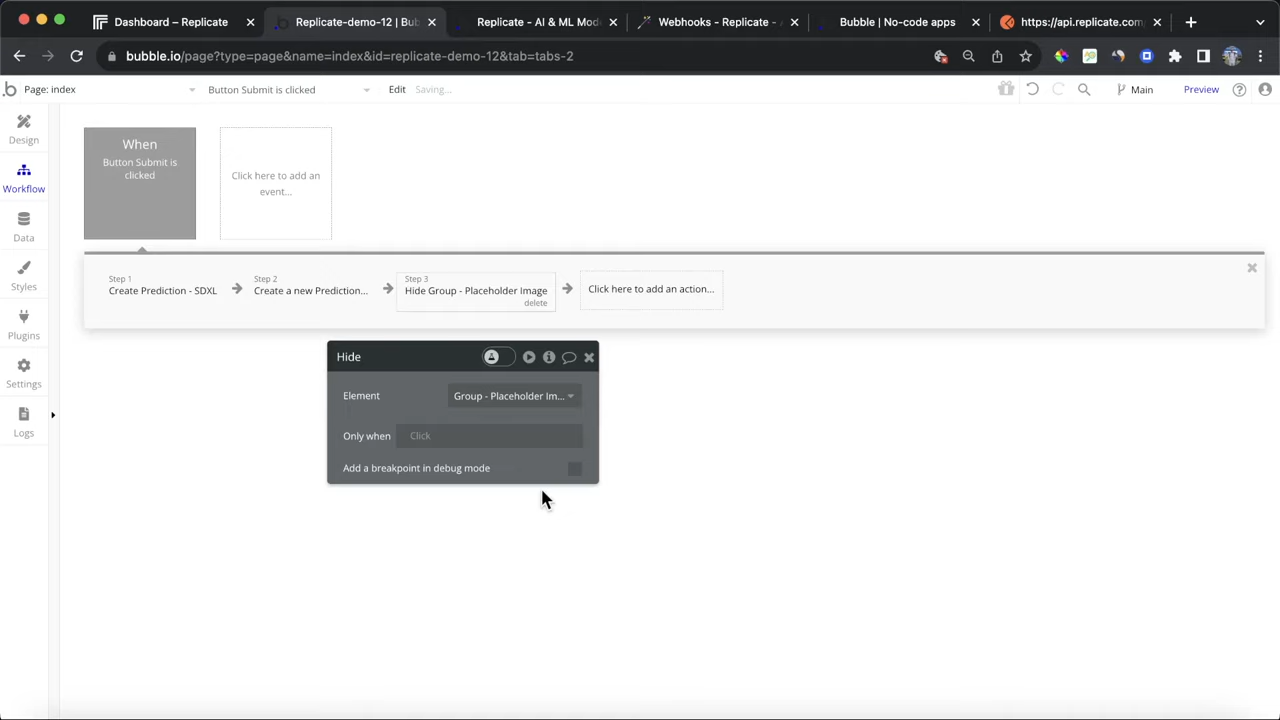 Dashboard – Replicate
Replicate-demo-12 | Bub
Replicate - AI & ML Mode
Webhooks - Replicate -
Bubble | No-code apps
https://api.replicate.com
bubble.io/page?type=page&name=index&id=replicate-demo-12&tab=tabs-2
Page: index
Button Submit is clicked
Edit
Saving...
Main
Preview
Design
Workflow
Data
Styles
Plugins
Settings
Logs
When
Button Submit is
clicked
Click here to add an
event...
Step 1
Create Prediction - SDXL
Step 2
Create a new Prediction...
Step 3
Hide Group - Placeholder Image
delete
Click here to add an action...
Hide
Element
Group - Placeholder Im...
Only when
Click
Add a breakpoint in debug mode